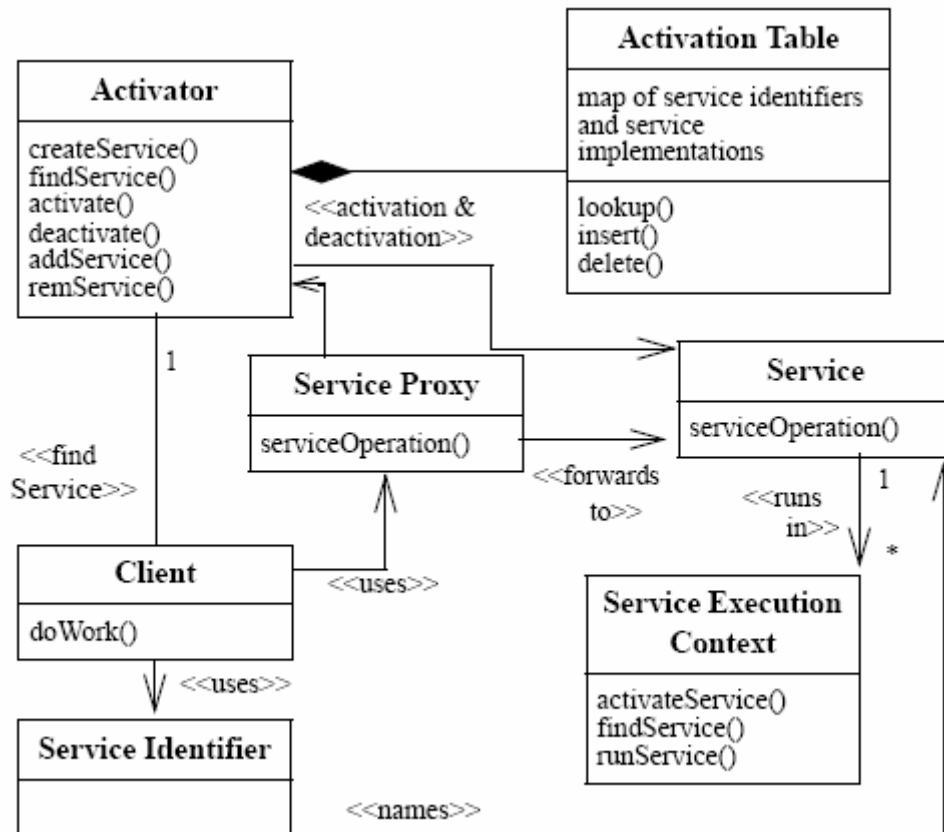 Activation Table
map of service identifiers
and service
implementations
lookup()
insert()
delete()
Activator
createService()
findService()
activate()
deactivate()
addService()
remService()
<<activation &
deactivation>>
1
Service Proxy
serviceOperation()
Service
serviceOperation()
<<find
Service>>
<<forwards
to>>
1
<<runs
in>>
*
Client
doWork()
<<uses>>
Service Execution
Context
activateService()
findService()
runService()
<<uses>>
Service Identifier
<<names>>